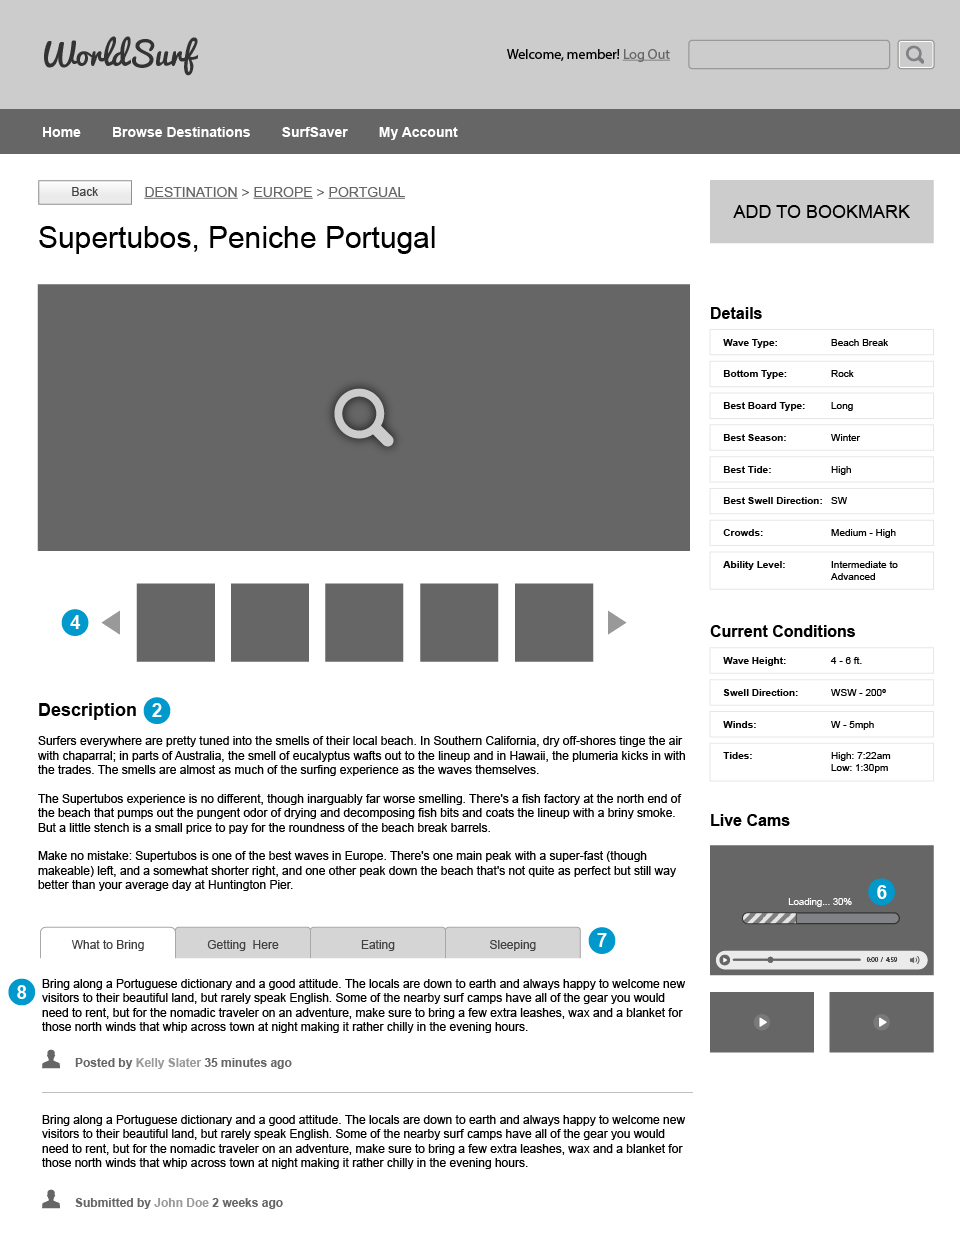 WorldSurf
Welcome, member! Log Out
Home
Browse Destinations
SurfSaver
My Account
Back
DESTINATION > EUROPE > PORTGUAL
ADD TO BOOKMARK
Supertubos, Peniche Portugal
4
Description 2
Surfers everywhere are pretty tuned into the smells of their local beach. In Southern California, dry off-shores tinge the air
with chaparral; in parts of Australia, the smell of eucalyptus wafts out to the lineup and in Hawaii, the plumeria kicks in with
the trades. The smells are almost as much of the surfing experience as the waves themselves.
The Supertubos experience is no different, though inarguably far worse smelling. There's a fish factory at the north end of
the beach that pumps out the pungent odor of drying and decomposing fish bits and coats the lineup with a briny smoke.
But a little stench is a small price to pay for the roundness of the beach break barrels.
Make no mistake: Supertubos is one of the best waves in Europe. There's one main peak with a super-fast (though
makeable) left, and a somewhat shorter right, and one other peak down the beach that's not quite as perfect but still way
better than your average day at Huntington Pier.
What to Bring
Getting Here
Eating
Sleeping
7
8
Bring along a Portuguese dictionary and a good attitude. The locals are down to earth and always happy to welcome new
visitors to their beautiful land, but rarely speak English. Some of the nearby surf camps have all of the gear you would
need to rent, but for the nomadic traveler on an adventure, make sure to bring a few extra leashes, wax and a blanket for
those north winds that whip across town at night making it rather chilly in the evening hours.
Posted by Kelly Slater 35 minutes ago
Bring along a Portuguese dictionary and a good attitude. The locals are down to earth and always happy to welcome new
visitors to their beautiful land, but rarely speak English. Some of the nearby surf camps have all of the gear you would
need to rent, but for the nomadic traveler on an adventure, make sure to bring a few extra leashes, wax and a blanket for
those north winds that whip across town at night making it rather chilly in the evening hours.
Submitted by John Doe 2 weeks ago
Details
Wave Type: Beach Break
Bottom Type: Rock
Best Board Type: Long
Best Season: Winter
Best Tide: High
Best Swell Direction: SW
Crowds: Medium - High
Ability Level: Intermediate to
Advanced
Current Conditions
Wave Height: 4 - 6 ft.
Swell Direction: WSW - 200º
Winds: W - 5mph
Tides: High: 7:22am
Low: 1:30pm
Live Cams
6
Loading... 30%
0:00 / 4:59